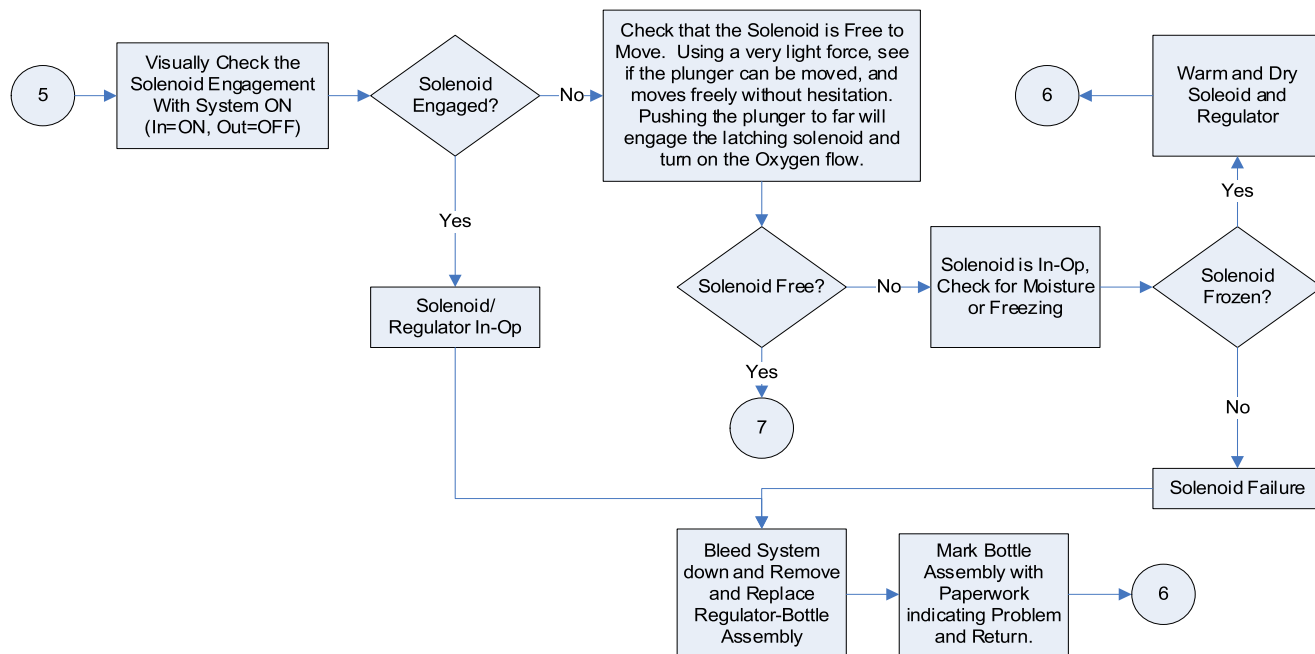 5
Visually Check the
Solenoid Engagement
With System ON
(In=ON, Out=OFF)
Solenoid
Engaged?
No
Check that the Solenoid is Free to
Move. Using a very light force, see
if the plunger can be moved, and
moves freely without hesitation.
Pushing the plunger to far will
engage the latching solenoid and
turn on the Oxygen flow.
6
Warm and Dry
Soleoid and
Regulator
Yes
Yes
Solenoid/
Regulator In-Op
Solenoid Free?
No
Solenoid is In-Op,
Check for Moisture
or Freezing
Solenoid
Frozen?
Yes
7
No
Solenoid Failure
Bleed System
down and Remove
and Replace
Regulator-Bottle
Assembly
Mark Bottle
Assembly with
Paperwork
indicating Problem
and Return.
6